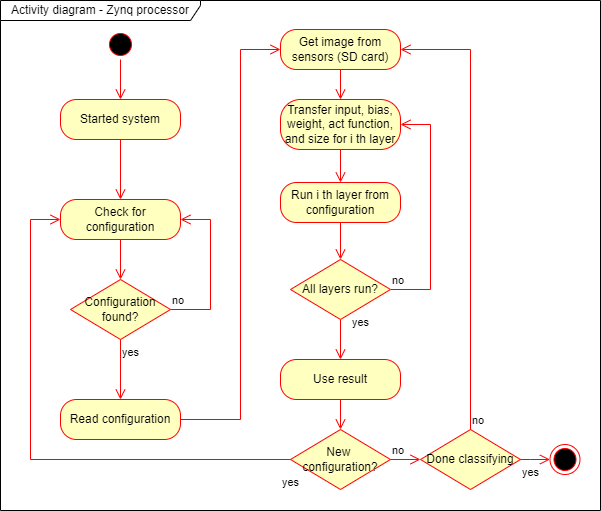 Activity diagram - Zynq processor
Started system
Check for
configuration
Configuration
found?
no
yes
Read configuration
Get image from
sensors (SD card)
Transfer input, bias,
weight, act function,
and size for i th layer
Run i th layer from
configuration
All layers run?
no
yes
Use result
New
configuration?
yes
no
Done classifying
no
yes